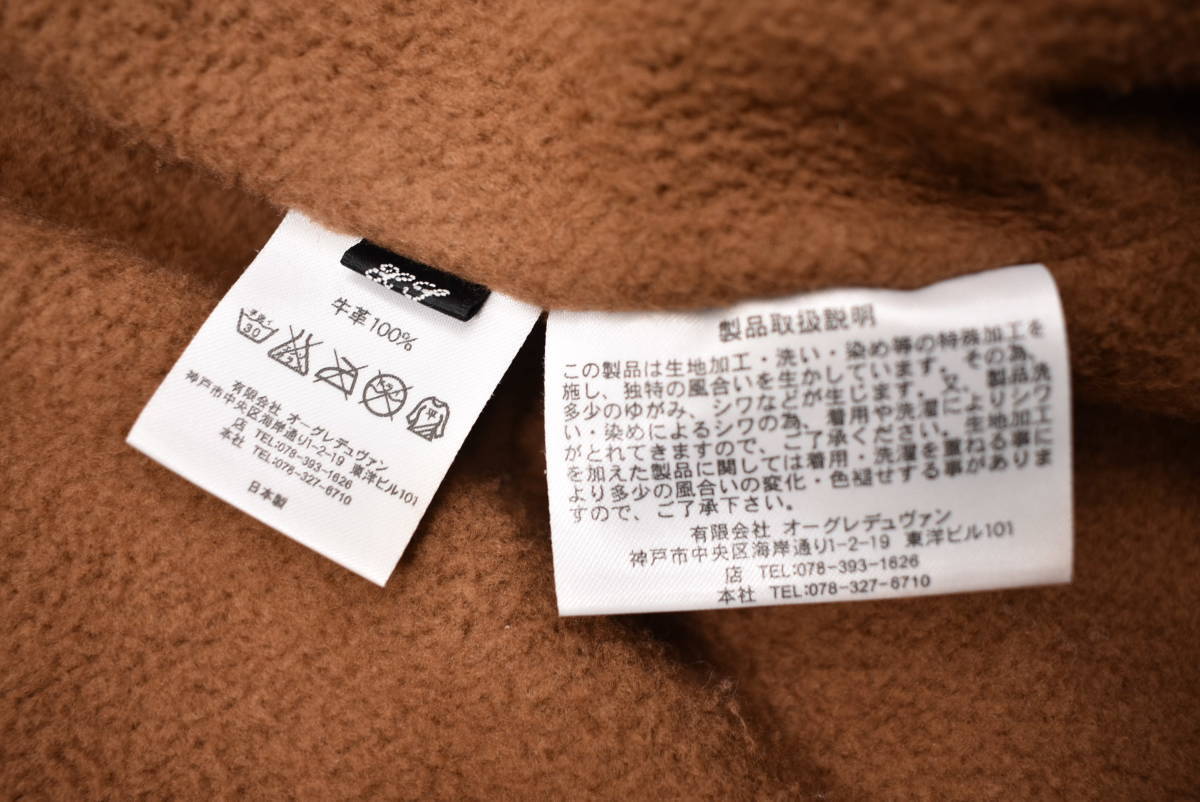 H.J
牛革100%
手洗イ
30
有限会社 オーグレデュヴァン
神戸市中央区海岸通り1-2-19 東洋ビル101
店 TEL:078-393-1626
本社 TEL:078-327-6710
日本製
製品取扱説明
この製品は生地加工・洗い・染め等の特殊加工を
施し、独特の風合いを生かしています。その為、
多少のゆがみ、シワなどが生じます。又、製品洗
い・染めによるシワの為、着用や洗濯によりシワ
がとれてきますので、ご了承ください。生地加工
を加えた製品に関しては着用・洗濯を重ねる事に
より多少の風合いの変化・色褪せする事がありま
すので、ご了承下さい。
有限会社 オーグレデュヴァン
神戸市中央区海岸通り1-2-19 東洋ビル101
店 TEL:078-393-1626
本社 TEL:078-327-6710